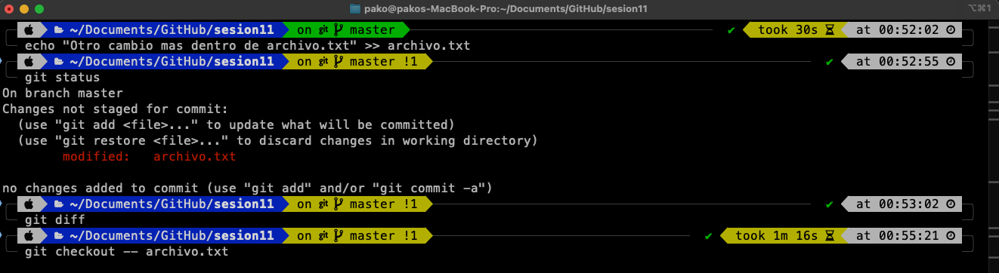 pako@pakos-MacBook-Pro:~/Documents/GitHub/sesion11 ⌥⌘1
~/Documents/GitHub/sesion11 on git master ✔ took 30s at 00:52:02
echo "Otro cambio mas dentro de archivo.txt" >> archivo.txt
~/Documents/GitHub/sesion11 on git master !1 ✔ at 00:52:55
git status
On branch master
Changes not staged for commit:
  (use "git add <file>..." to update what will be committed)
  (use "git restore <file>..." to discard changes in working directory)
        modified:   archivo.txt

no changes added to commit (use "git add" and/or "git commit -a")
~/Documents/GitHub/sesion11 on git master !1 ✔ at 00:53:02
git diff
~/Documents/GitHub/sesion11 on git master !1 ✔ took 1m 16s at 00:55:21
git checkout -- archivo.txt